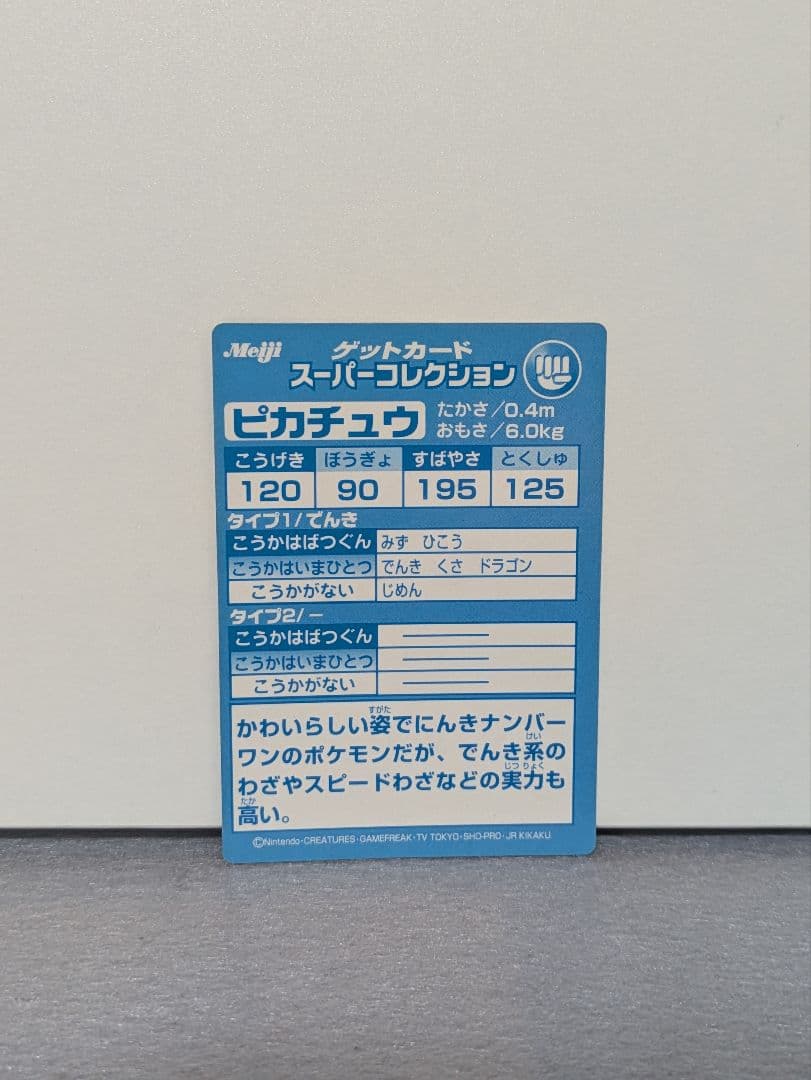 Meiji
ゲットカード
スーパーコレクション
ピカチュウ
たかさ/0.4m
おもさ/6.0kg
こうげき ぼうぎょ すばやさ とくしゅ
120 90 195 125
タイプ1/でんき
こうかはばつぐん みず ひこう
こうかはいまひとつ でんき くさ ドラゴン
こうかがない じめん
タイプ2/ー
こうかはばつぐん ―
こうかはいまひとつ ―
こうかがない ―
かわいらしい姿でにんきナンバー
ワンのポケモンだが、でんき系の
わざやスピードわざなどの実力も
高い。
©Nintendo・CREATURES・GAMEFREAK・TV TOKYO・SHO-PRO・JR KIKAKU